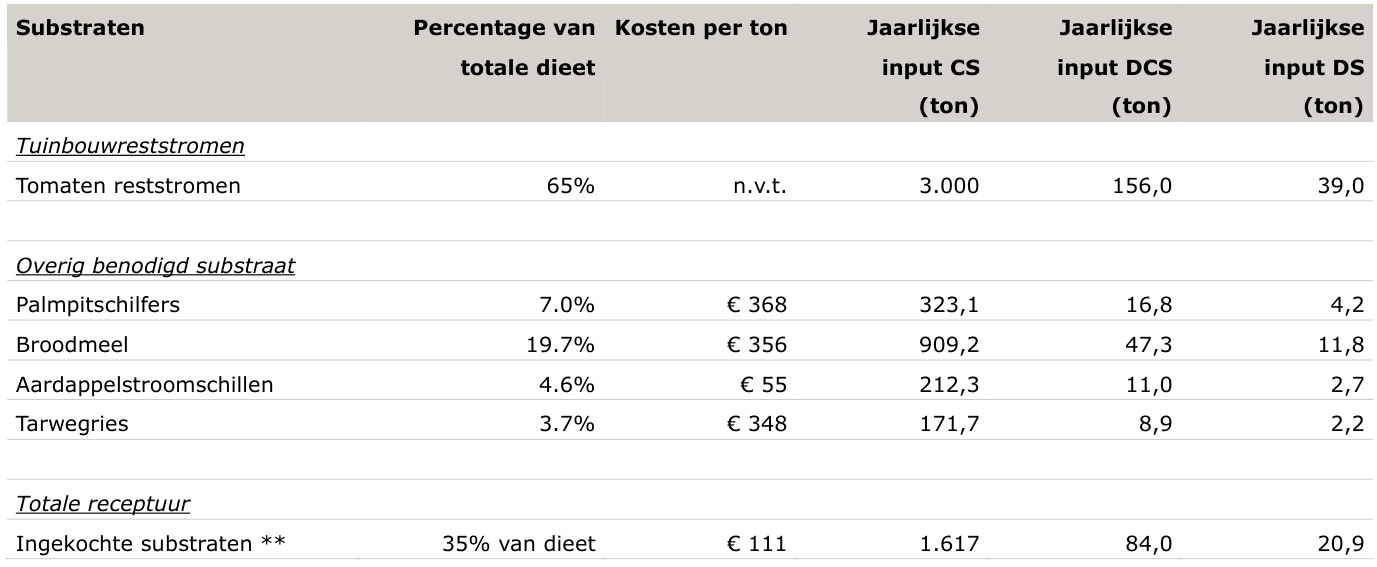 Substraten Percentage van totale dieet Kosten per ton Jaarlijkse input CS (ton) Jaarlijkse input DCS (ton) Jaarlijkse input DS (ton)
Tuinbouwreststromen
Tomaten reststromen 65% n.v.t. 3.000 156,0 39,0
Overig benodigd substraat
Palmpitschilfers 7.0% € 368 323,1 16,8 4,2
Broodmeel 19.7% € 356 909,2 47,3 11,8
Aardappelstroomschillen 4.6% € 55 212,3 11,0 2,7
Tarwegries 3.7% € 348 171,7 8,9 2,2
Totale receptuur
Ingekochte substraten ** 35% van dieet € 111 1.617 84,0 20,9